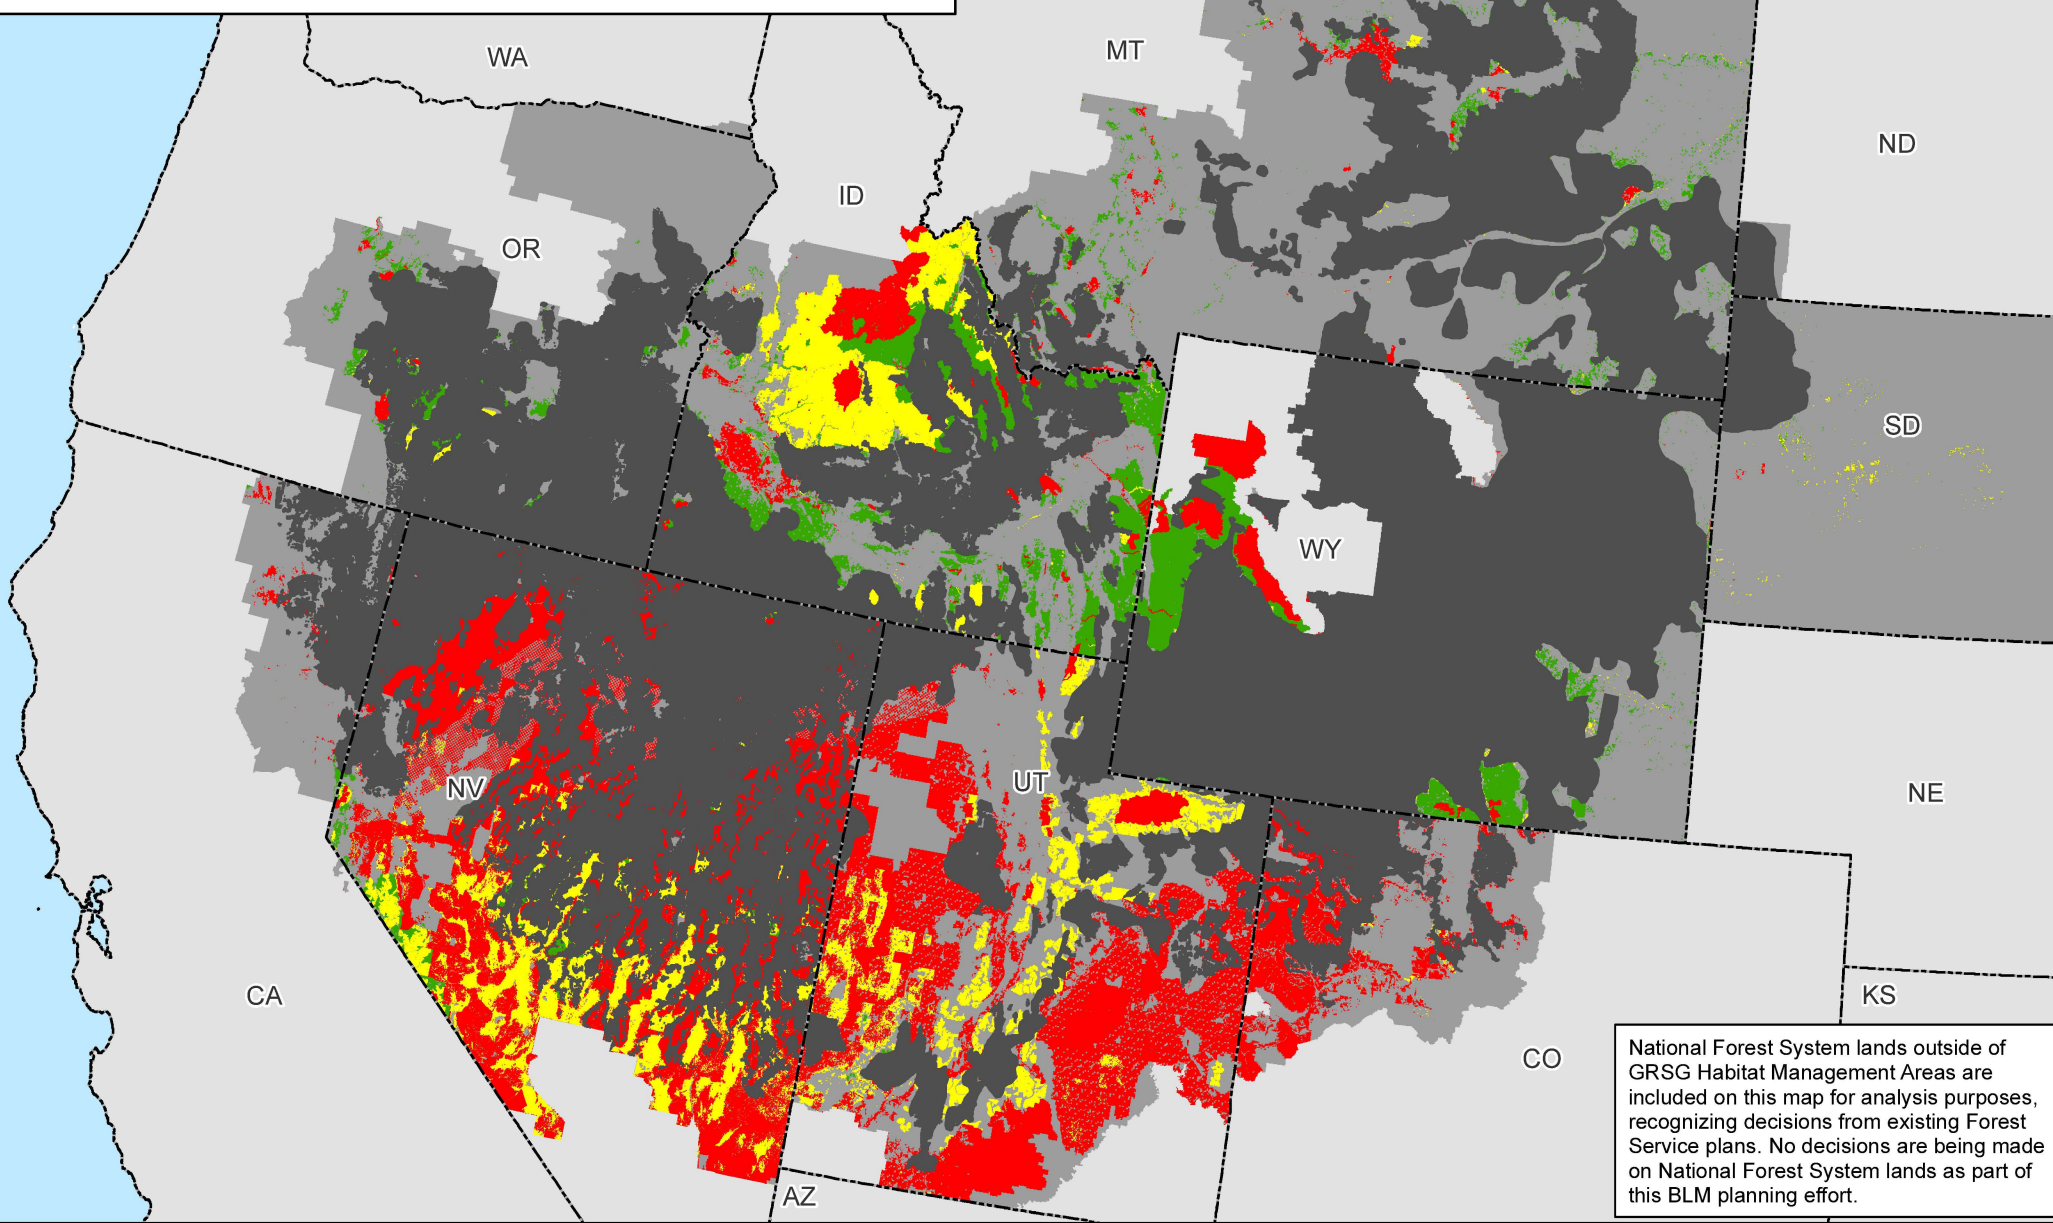 WA
MT
ND
ID
OR
SD
WY
NV
UT
NE
CA
KS
CO
AZ
National Forest System lands outside of
GRSG Habitat Management Areas are
included on this map for analysis purposes,
recognizing decisions from existing Forest
Service plans. No decisions are being made
on National Forest System lands as part of
this BLM planning effort.